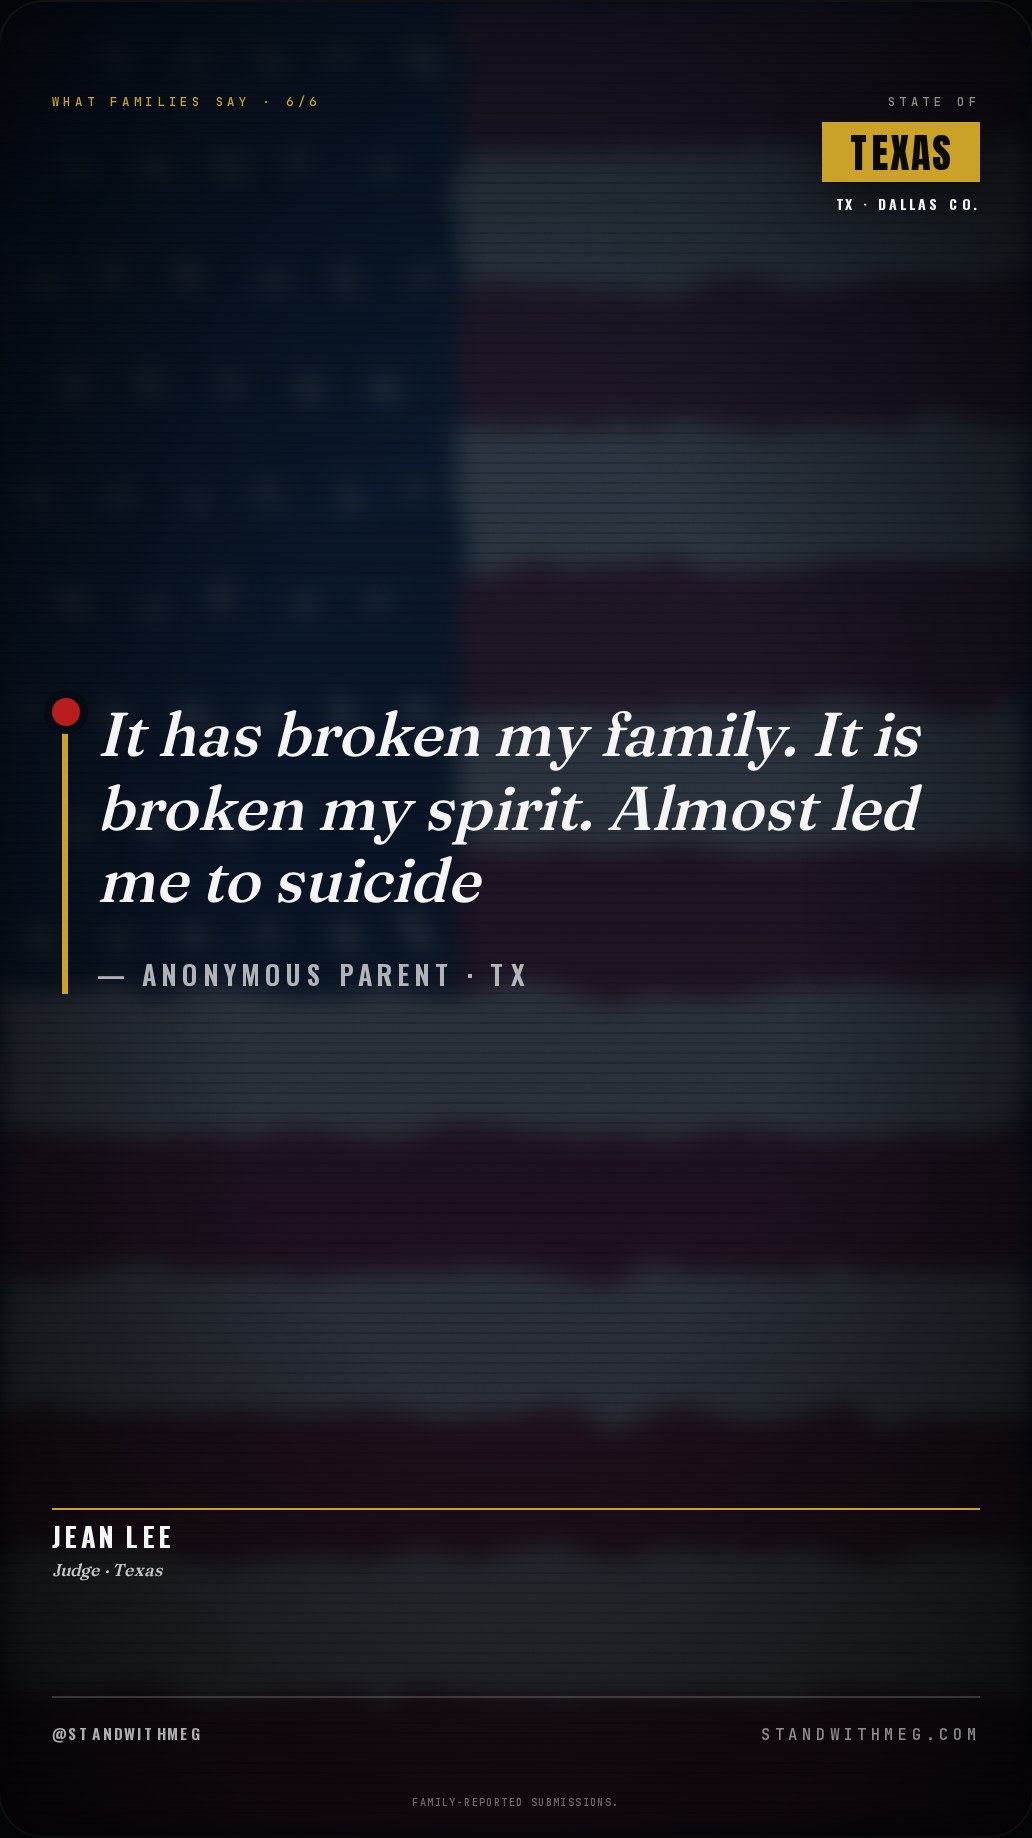 WHAT FAMILIES SAY · 6/6
STATE OF
TEXAS
TX · DALLAS CO.
It has broken my family. It is
broken my spirit. Almost led
me to suicide
— ANONYMOUS PARENT · TX
JEAN LEE
Judge · Texas
@STANDWITHMEG
STANDWITHMEG.COM
FAMILY-REPORTED SUBMISSIONS.